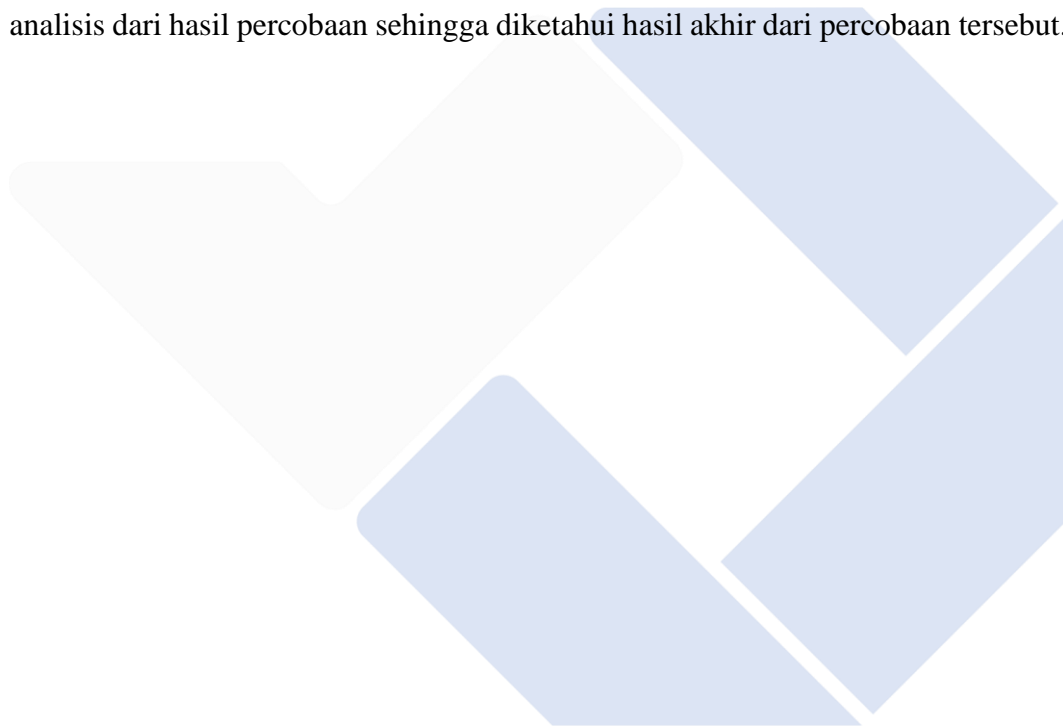 analisis dari hasil percobaan sehingga diketahui hasil akhir dari percobaan tersebut.